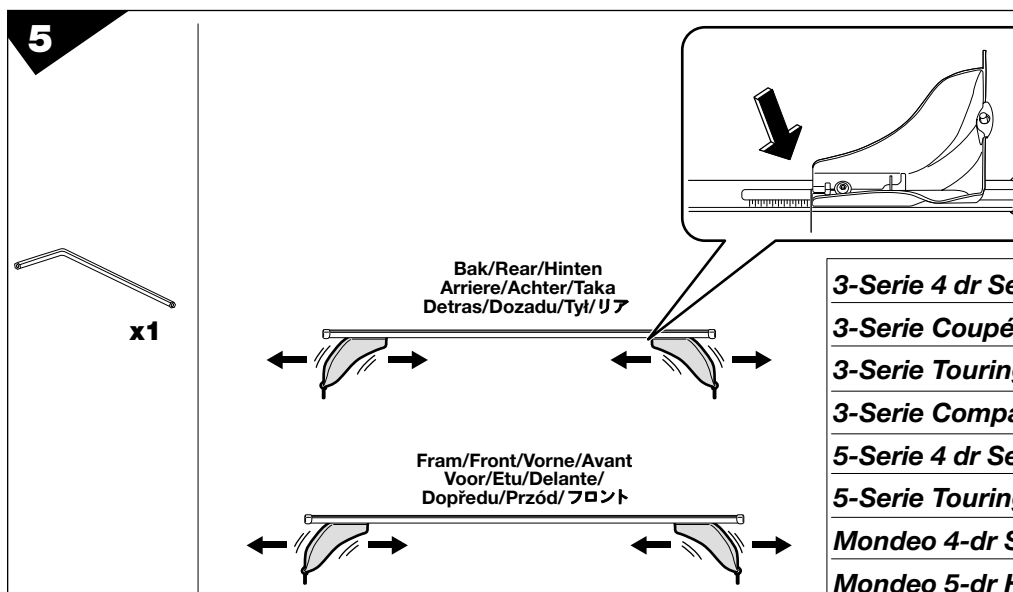 5
x1
Bak/Rear/Hinten
Arriere/Achter/Taka
Detras/Dozadu/Tył/リア
Fram/Front/Vorne/Avant
Voor/Etu/Delante/
Dopředu/Przód/フロント
3-Serie 4 dr Se
3-Serie Coupé
3-Serie Touring
3-Serie Compa
5-Serie 4 dr Se
5-Serie Touring
Mondeo 4-dr S
Mondeo 5-dr H